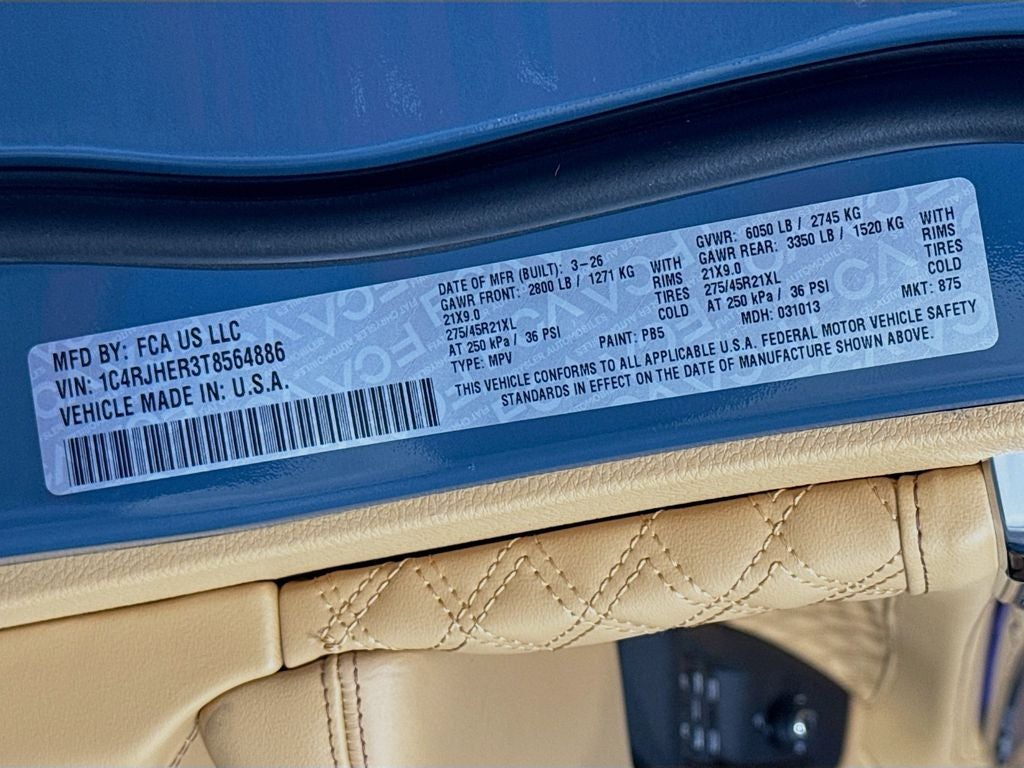 MFD BY: FCA US LLC
VIN: 1C4RJHER3T8564886
VEHICLE MADE IN: U.S.A.
DATE OF MFR (BUILT): 3-26
GAWR FRONT: 2800 LB / 1271 KG WITH
21X9.0 RIMS
275/45R21XL TIRES
AT 250 kPa / 36 PSI COLD
TYPE: MPV PAINT: PB5
GVWR: 6050 LB / 2745 KG
GAWR REAR: 3350 LB / 1520 KG WITH
21X9.0 RIMS
275/45R21XL TIRES
AT 250 kPa / 36 PSI COLD
MDH: 031013 MKT: 875
THIS VEHICLE CONFORMS TO ALL APPLICABLE U.S.A. FEDERAL MOTOR VEHICLE SAFETY
STANDARDS IN EFFECT ON THE DATE OF MANUFACTURE SHOWN ABOVE.